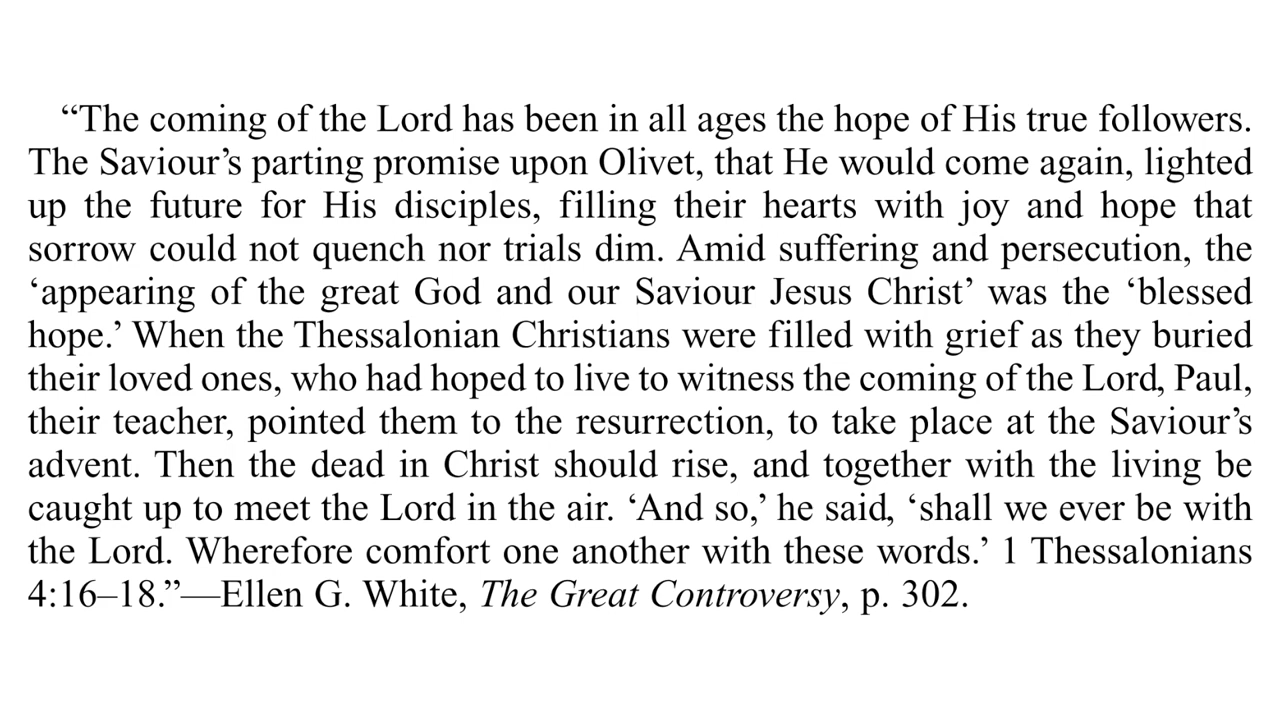 “The coming of the Lord has been in all ages the hope of His true followers.
The Saviour’s parting promise upon Olivet, that He would come again, lighted
up the future for His disciples, filling their hearts with joy and hope that
sorrow could not quench nor trials dim. Amid suffering and persecution, the
‘appearing of the great God and our Saviour Jesus Christ’ was the ‘blessed
hope.’ When the Thessalonian Christians were filled with grief as they buried
their loved ones, who had hoped to live to witness the coming of the Lord, Paul,
their teacher, pointed them to the resurrection, to take place at the Saviour’s
advent. Then the dead in Christ should rise, and together with the living be
caught up to meet the Lord in the air. ‘And so,’ he said, ‘shall we ever be with
the Lord. Wherefore comfort one another with these words.’ 1 Thessalonians
4:16–18.”—Ellen G. White, The Great Controversy, p. 302.